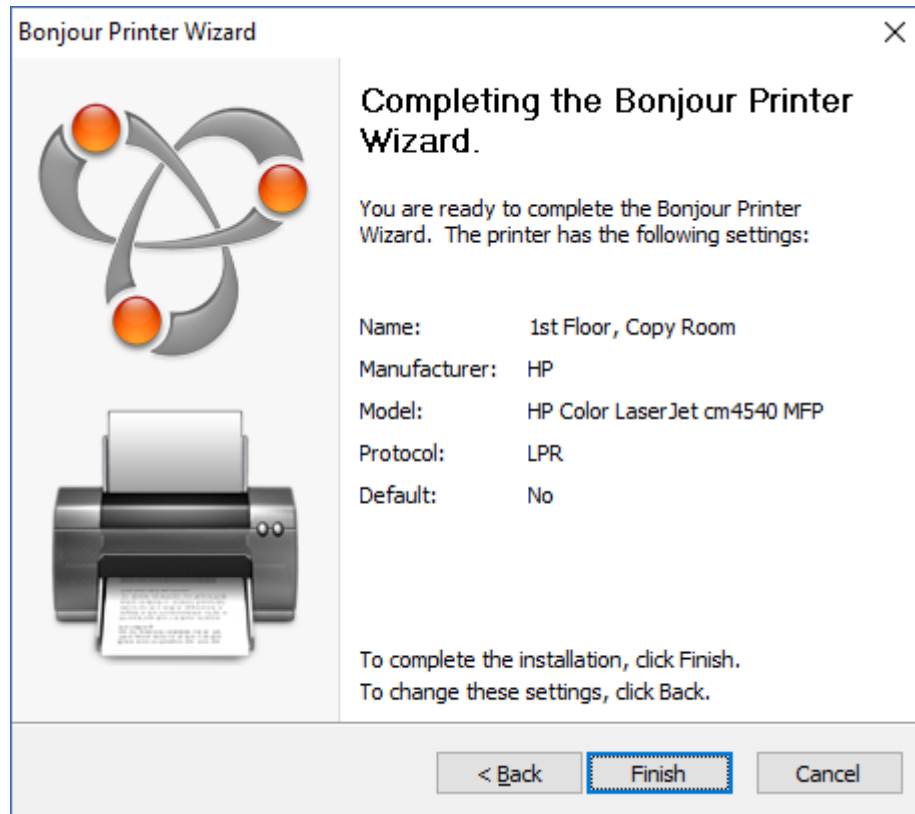 Bonjour Printer Wizard
Completing the Bonjour Printer
Wizard.
You are ready to complete the Bonjour Printer
Wizard. The printer has the following settings:
Name: 1st Floor, Copy Room
Manufacturer: HP
Model: HP Color LaserJet cm4540 MFP
Protocol: LPR
Default: No
To complete the installation, click Finish.
To change these settings, click Back.
< Back Finish Cancel